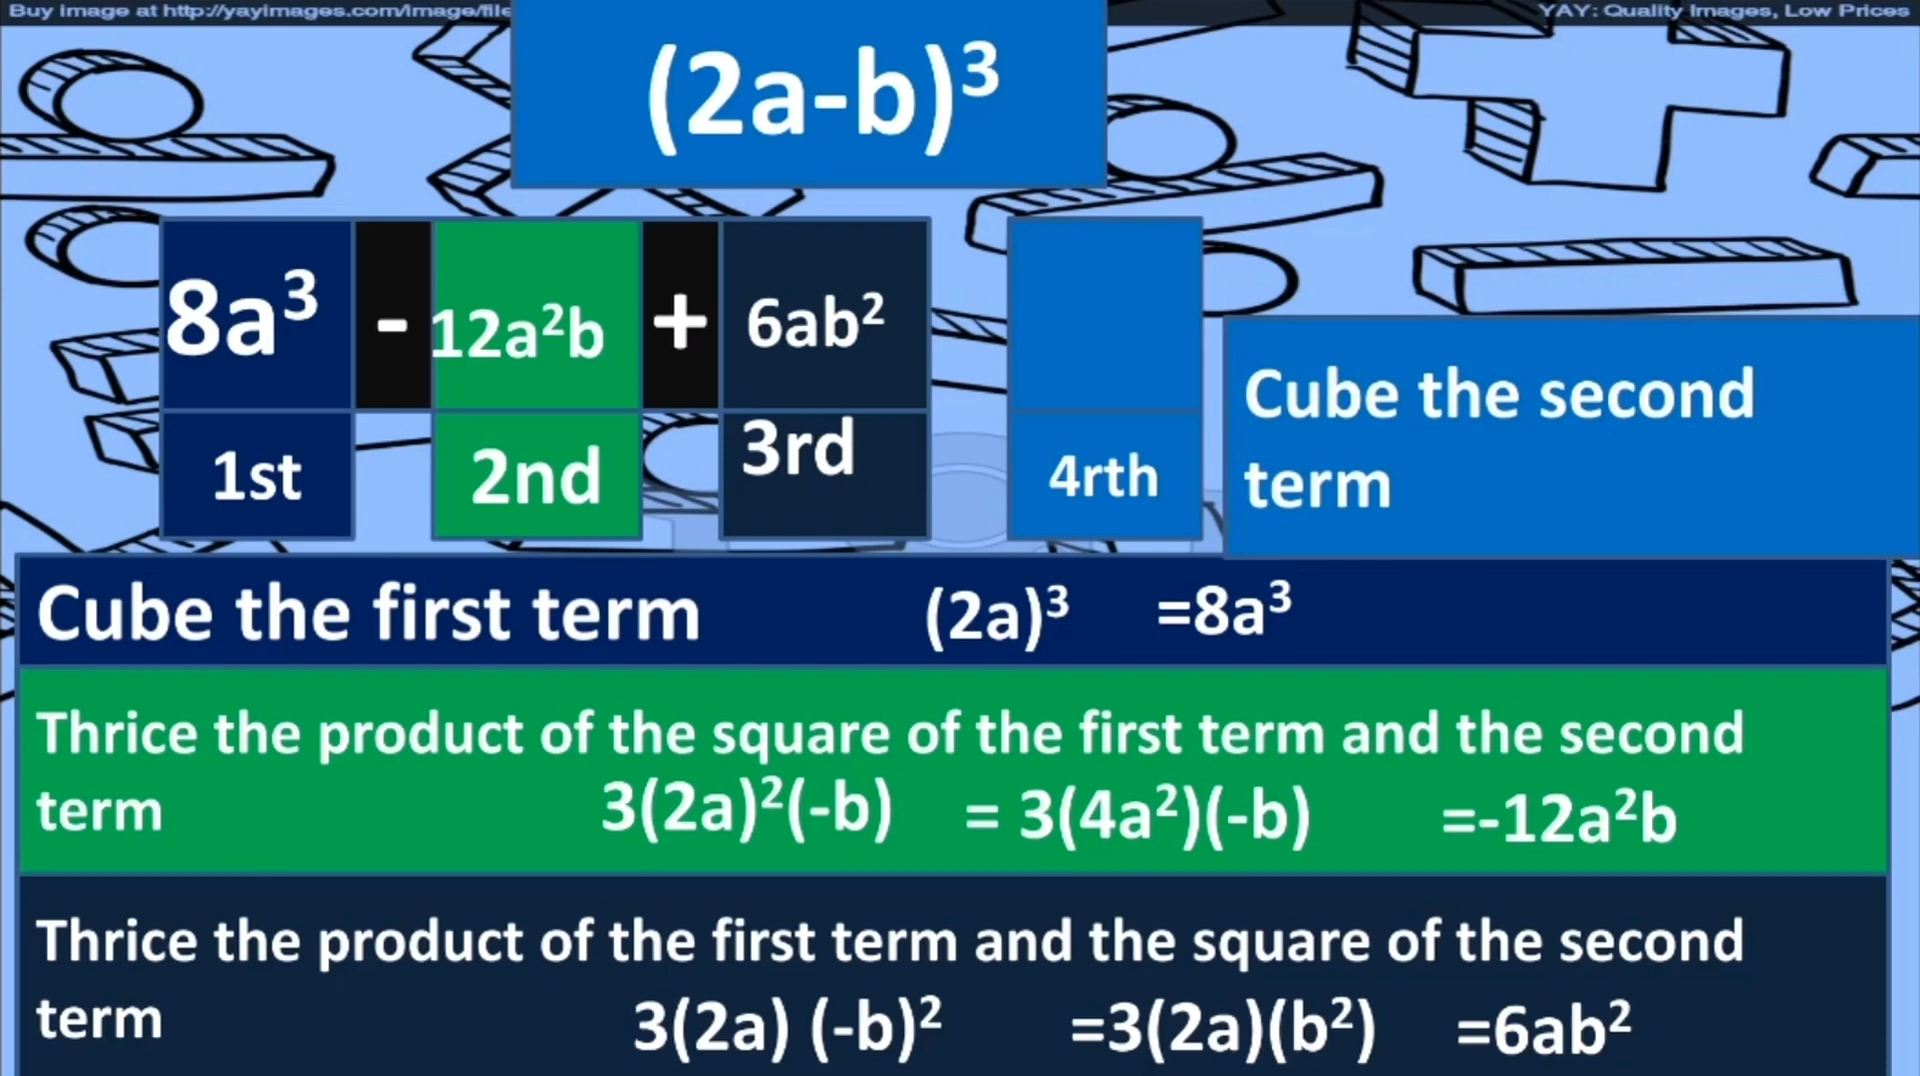 Buy image at http://yayimages.com/image/file
YAY: Quality Images, Low Prices
(2a-b)³
8a³ - 12a²b + 6ab²
1st 2nd 3rd 4rth
Cube the second
term
Cube the first term (2a)³ =8a³
Thrice the product of the square of the first term and the second
term 3(2a)²(-b) = 3(4a²)(-b) =-12a²b
Thrice the product of the first term and the square of the second
term 3(2a) (-b)² =3(2a)(b²) =6ab²